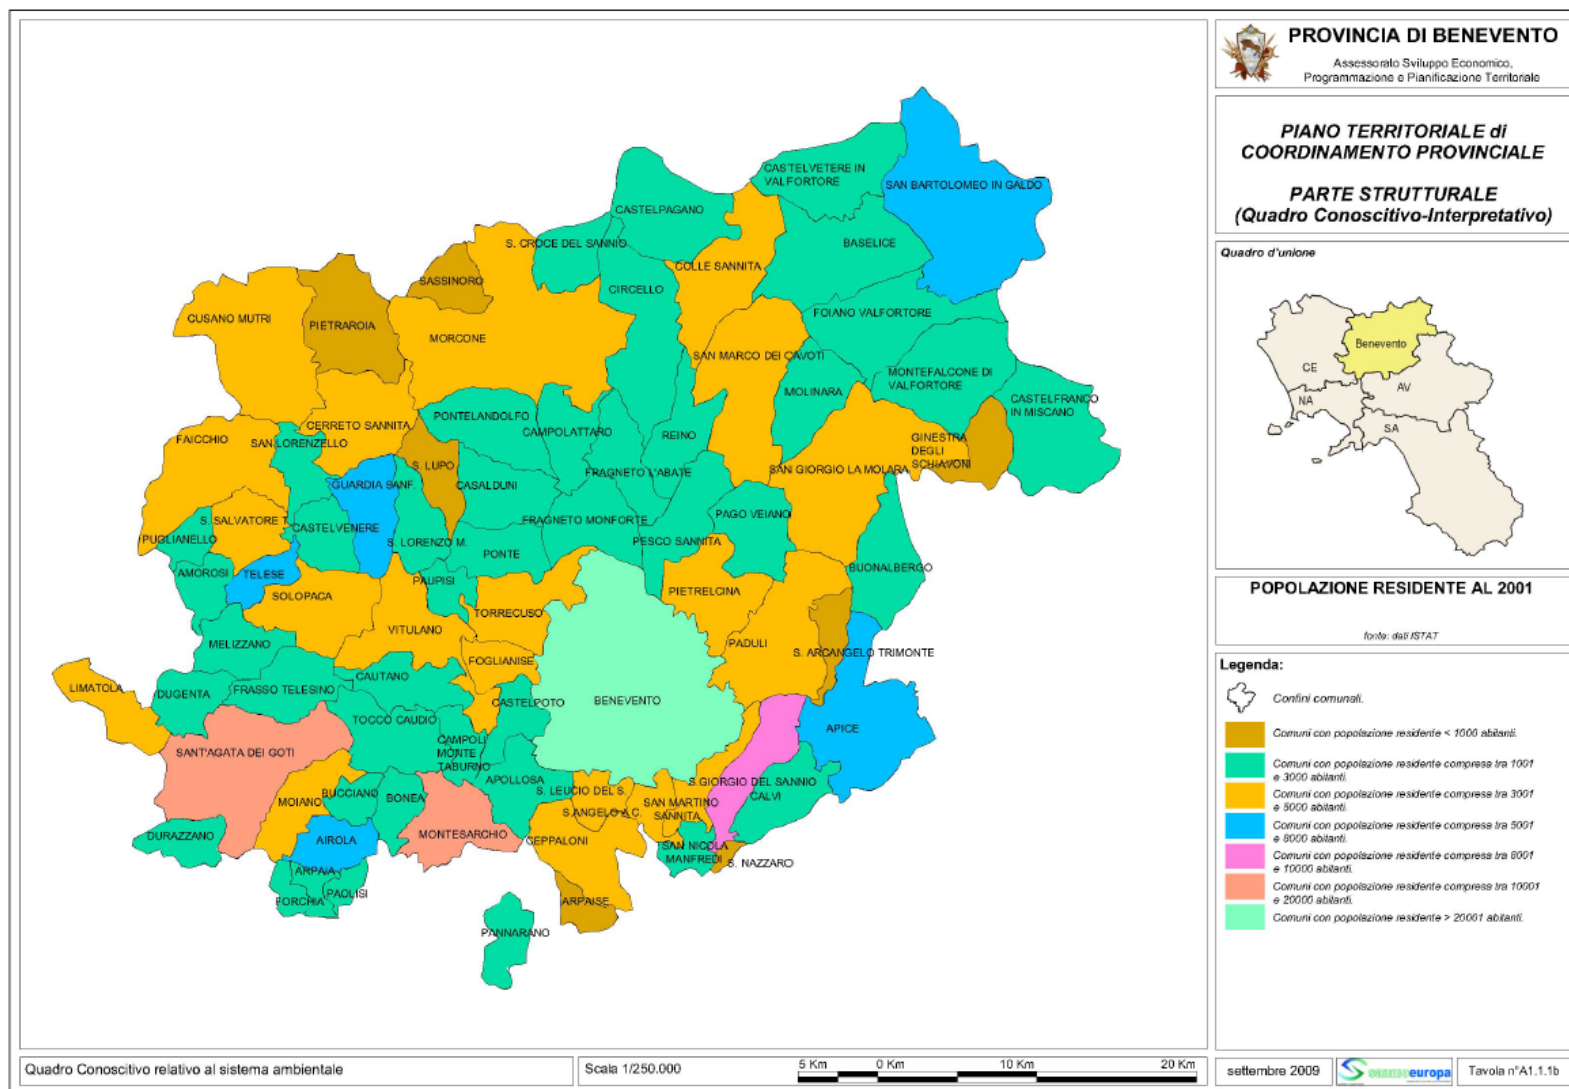 PROVINCIA DI BENEVENTO
Assessorato Sviluppo Economico,
Programmazione e Pianificazione Territoriale
PIANO TERRITORIALE di
COORDINAMENTO PROVINCIALE
PARTE STRUTTURALE
(Quadro Conoscitivo-Interpretativo)
Quadro d'unione
Benevento
CE
AV
NA
SA
POPOLAZIONE RESIDENTE AL 2001
fonte: dati ISTAT
Legenda:
Confini comunali.
Comuni con popolazione residente < 1000 abitanti.
Comuni con popolazione residente compresa tra 1001
e 3000 abitanti.
Comuni con popolazione residente compresa tra 3001
e 5000 abitanti.
Comuni con popolazione residente compresa tra 5001
e 8000 abitanti.
Comuni con popolazione residente compresa tra 8001
e 10000 abitanti.
Comuni con popolazione residente compresa tra 10001
e 20000 abitanti.
Comuni con popolazione residente > 20001 abitanti.
CASTELVETERE IN
VALFORTORE
SAN BARTOLOMEO IN GALDO
CASTELPAGANO
S. CROCE DEL SANNIO
BASELICE
COLLE SANNITA
SASSINORO
CIRCELLO
CUSANO MUTRI
PIETRAROIA
FOIANO VALFORTORE
MORCONE
SAN MARCO DEI CAVOTI
MONTEFALCONE DI
VALFORTORE
MOLINARA
CASTELFRANCO
IN MISCANO
PONTELANDOLFO
CERRETO SANNITA
CAMPOLATTARO
REINO
FAICCHIO
SAN LORENZELLO
GINESTRA
DEGLI
SCHIAVONI
S. LUPO
FRAGNETO L'ABATE
SAN GIORGIO LA MOLARA
GUARDIA SANF.
CASALDUNI
PAGO VEIANO
S. SALVATORE T.
CASTELVENERE
FRAGNETO MONFORTE
PUGLIANELLO
S. LORENZO M.
PESCO SANNITA
PONTE
BUONALBERGO
AMOROSI
TELESE
PAUPISI
SOLOPACA
PIETRELCINA
TORRECUSO
VITULANO
PADULI
MELIZZANO
S. ARCANGELO TRIMONTE
FOGLIANISE
CAUTANO
LIMATOLA
DUGENTA
FRASSO TELESINO
CASTELPOTO
BENEVENTO
TOCCO CAUDIO
APICE
CAMPOLI
MONTE
TABURNO
SANT'AGATA DEI GOTI
APOLLOSA
S.GIORGIO DEL SANNIO
S. LEUCIO DEL S.
CALVI
MOIANO
BUCCIANO
BONEA
SAN MARTINO
SANNITA
S.ANGELO A C.
DURAZZANO
AIROLA
MONTESARCHIO
CEPPALONI
SAN NICOLA
MANFREDI
S. NAZZARO
ARPAIA
PAOLISI
FORCHIA
ARPAISE
PANNARANO
Quadro Conoscitivo relativo al sistema ambientale
Scala 1/250.000
5 Km
0 Km
10 Km
20 Km
settembre 2009
sannioeuropa
Tavola n°A1.1.1b